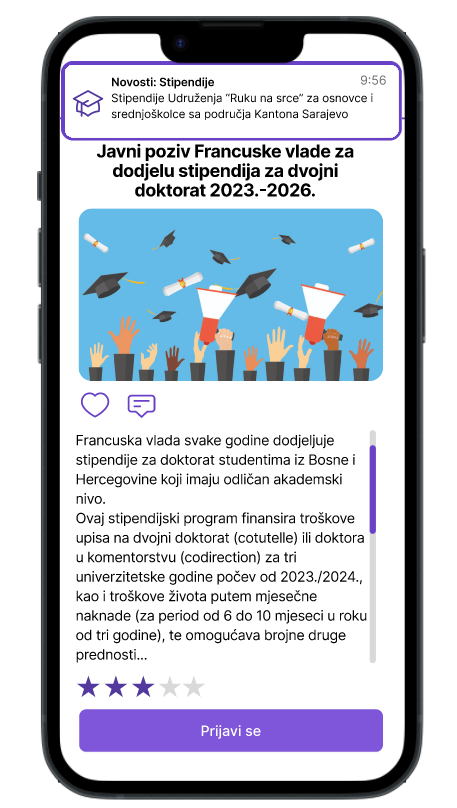 Novosti: Stipendije
9:56
Stipendije Udruženja “Ruku na srce” za osnovce i
srednjoškolce sa područja Kantona Sarajevo
Javni poziv Francuske vlade za
dodjelu stipendija za dvojni
doktorat 2023.-2026.
Francuska vlada svake godine dodjeljuje
stipendije za doktorat studentima iz Bosne i
Hercegovine koji imaju odličan akademski
nivo.
Ovaj stipendijski program finansira troškove
upisa na dvojni doktorat (cotutelle) ili doktora
u komentorstvu (codirection) za tri
univerzitetske godine počev od 2023./2024.,
kao i troškove života putem mjesečne
naknade (za period od 6 do 10 mjeseci u roku
od tri godine), te omogućava brojne druge
prednosti...
Prijavi se